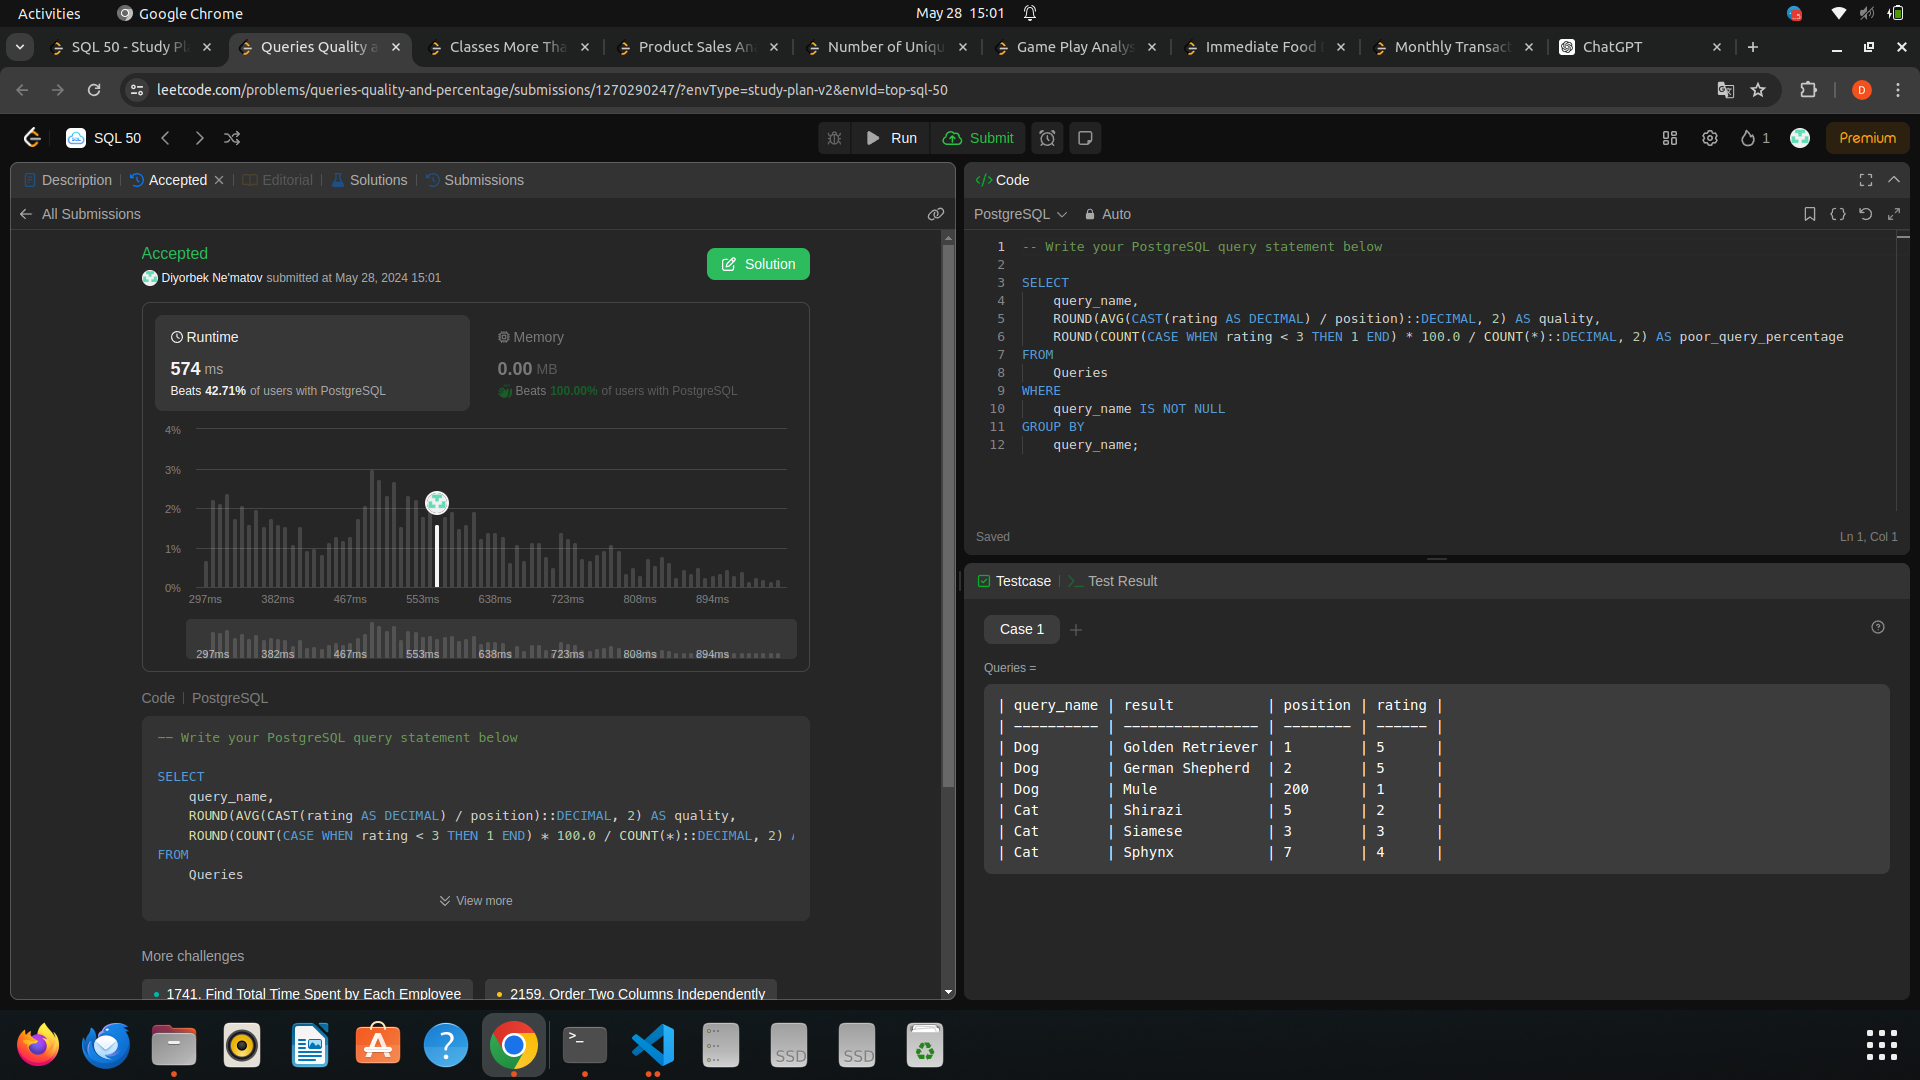 Activities
Google Chrome
May 28 15:01
SQL 50 - Study Pl
Queries Quality a
Classes More Tha
Product Sales An
Number of Uniqu
Game Play Analys
Immediate Food
Monthly Transact
ChatGPT
leetcode.com/problems/queries-quality-and-percentage/submissions/1270290247/?envType=study-plan-v2&envId=top-sql-50
D
SQL 50
Run
Submit
1
Premium
Description
Accepted
Editorial
Solutions
Submissions
All Submissions
Accepted
Diyorbek Ne'matov submitted at May 28, 2024 15:01
Solution
Runtime
574 ms
Beats 42.71% of users with PostgreSQL
Memory
0.00 MB
Beats 100.00% of users with PostgreSQL
4%
3%
2%
1%
0%
297ms 382ms 467ms 553ms 638ms 723ms 808ms 894ms
297ms 382ms 467ms 553ms 638ms 723ms 808ms 894ms
Code | PostgreSQL
-- Write your PostgreSQL query statement below
SELECT
query_name,
ROUND(AVG(CAST(rating AS DECIMAL) / position)::DECIMAL, 2) AS quality,
ROUND(COUNT(CASE WHEN rating < 3 THEN 1 END) * 100.0 / COUNT(*)::DECIMAL, 2)
FROM
Queries
View more
More challenges
1741. Find Total Time Spent by Each Employee
2159. Order Two Columns Independently
</> Code
PostgreSQL
Auto
1 -- Write your PostgreSQL query statement below
2
3 SELECT
4 query_name,
5 ROUND(AVG(CAST(rating AS DECIMAL) / position)::DECIMAL, 2) AS quality,
6 ROUND(COUNT(CASE WHEN rating < 3 THEN 1 END) * 100.0 / COUNT(*)::DECIMAL, 2) AS poor_query_percentage
7 FROM
8 Queries
9 WHERE
10 query_name IS NOT NULL
11 GROUP BY
12 query_name;
Saved
Ln 1, Col 1
Testcase
>_ Test Result
Case 1
Queries =
| query_name | result | position | rating |
| ---------- | ---------------- | -------- | ------ |
| Dog | Golden Retriever | 1 | 5 |
| Dog | German Shepherd | 2 | 5 |
| Dog | Mule | 200 | 1 |
| Cat | Shirazi | 5 | 2 |
| Cat | Siamese | 3 | 3 |
| Cat | Sphynx | 7 | 4 |
>_
SSD
SSD